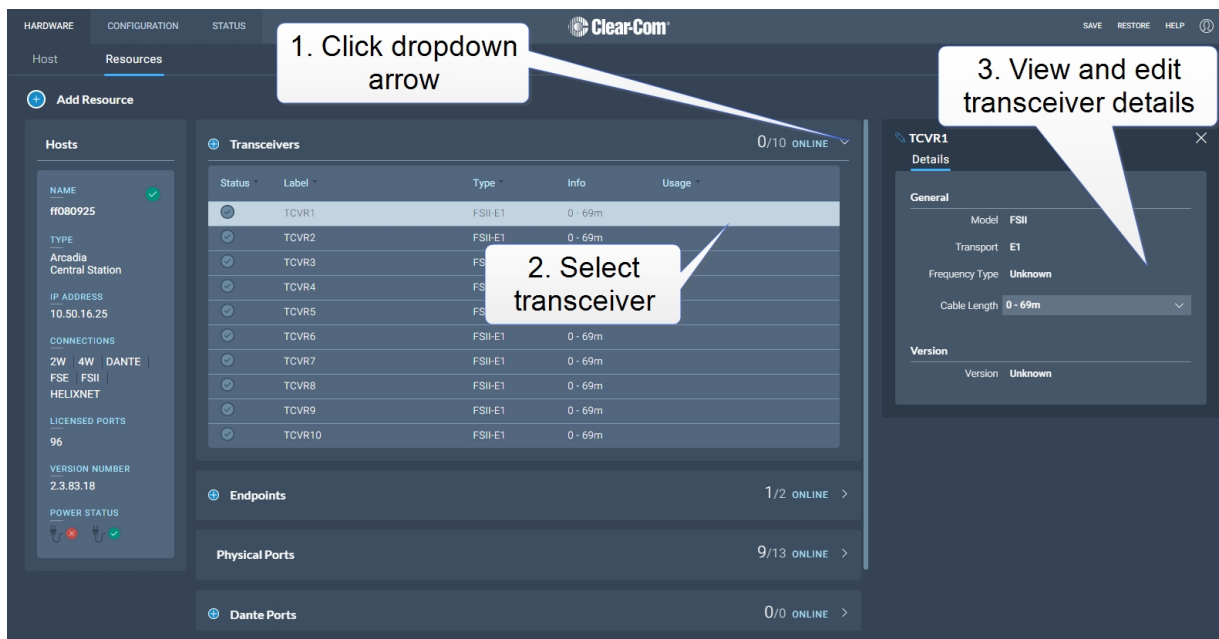 HARDWARE CONFIGURATION STATUS Clear-Com SAVE RESTORE HELP
1. Click dropdown
arrow
Host Resources
3. View and edit
transceiver details
Add Resource
Hosts
NAME
ff080925
TYPE
Arcadia
Central Station
IP ADDRESS
10.50.16.25
CONNECTIONS
2W 4W DANTE
FSE FSII
HELIXNET
LICENSED PORTS
96
VERSION NUMBER
2.3.83.18
POWER STATUS
Transceivers 0/10 ONLINE
Status Label Type Info Usage
TCVR1 FSII-E1 0 - 69m
TCVR2 FSII-E1 0 - 69m
TCVR3 FS
TCVR4 FS
TCVR5 FS
TCVR6 FSII-E1 0 - 69m
TCVR7 FSII-E1 0 - 69m
TCVR8 FSII-E1 0 - 69m
TCVR9 FSII-E1 0 - 69m
TCVR10 FSII-E1 0 - 69m
2. Select
transceiver
Endpoints 1/2 ONLINE
Physical Ports 9/13 ONLINE
Dante Ports 0/0 ONLINE
TCVR1
Details
General
Model FSII
Transport E1
Frequency Type Unknown
Cable Length 0 - 69m
Version
Version Unknown